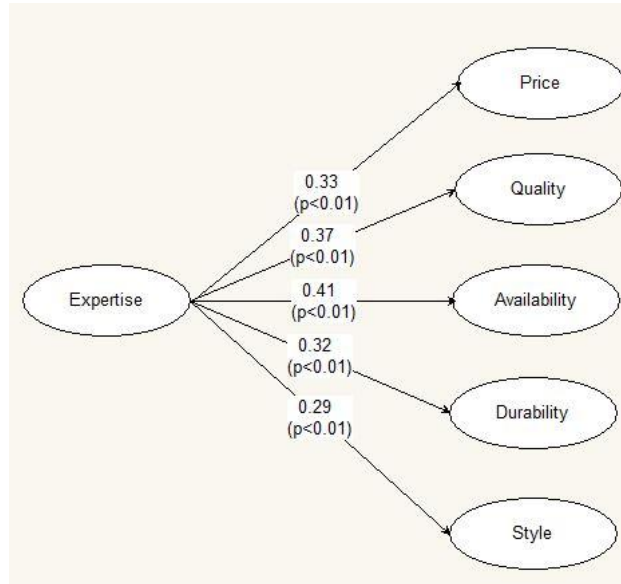 Price
0.33
(p<0.01)
Quality
0.37
(p<0.01)
Expertise
0.41
(p<0.01)
Availability
0.32
(p<0.01)
Durability
0.29
(p<0.01)
Style